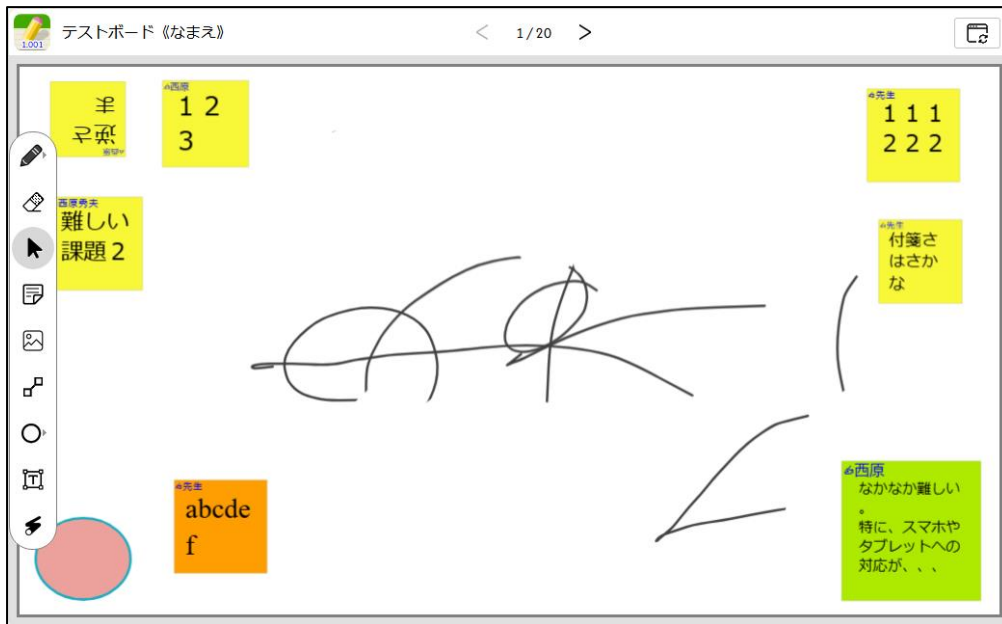 テストボード《なまえ》
1/20
1.001
逆さ
ま
西原
1 2
3
先生
1 1 1
2 2 2
西原秀夫
難しい
課題2
先生
付箋さ
はさか
な
先生
abcde
f
西原
なかなか難しい
。
特に、スマホや
タブレットへの
対応が、、、
T